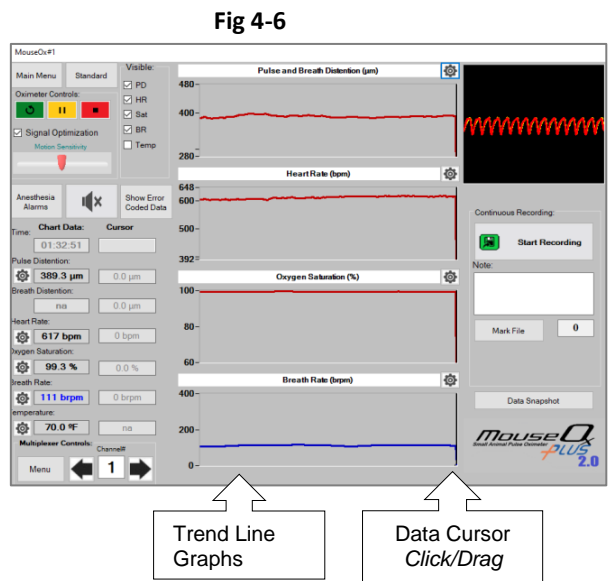 Fig 4-6
MouseOx#1
Main Menu
Standard
Visible:
PD
HR
Sat
BR
Temp
Oximeter Controls:
Signal Optimization
Motion Sensitivity
Anesthesia
Alarms
Show Error
Coded Data
Chart Data:
Cursor
Time:
01:32:51
Pulse Distention:
389.3 μm
0.0 μm
Breath Distention:
na
0.0 μm
Heart Rate:
617 bpm
0 bpm
Oxygen Saturation:
99.3 %
0.0 %
Breath Rate:
111 brpm
0 brpm
Temperature:
70.0 ºF
na
Multiplexer Controls:
Channel#
Menu
1
Pulse and Breath Distention (μm)
480
400
280
Heart Rate (bpm)
648
600
500
392
Oxygen Saturation (%)
100
80
60
Breath Rate (brpm)
400
200
0
Continuous Recording:
Start Recording
Note:
Mark File
0
Data Snapshot
MouseOx
Small Animal Pulse Oximeter
PLUS
2.0
Trend Line
Graphs
Data Cursor
Click/Drag